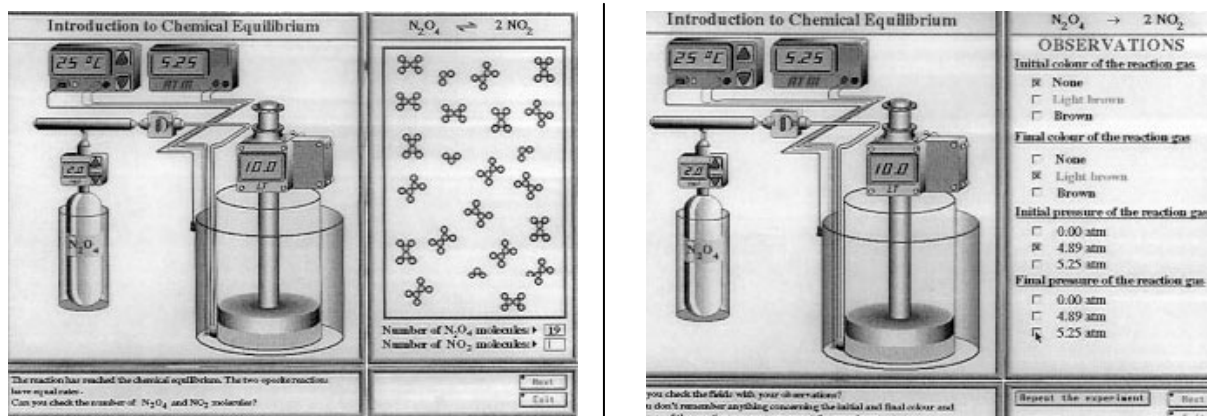 Introduction to Chemical Equilibrium
N2O4 ⇌ 2 NO2
25 °C
5.25
ATM
2.0
10.0
LT
N2O4
Number of N2O4 molecules: 19
Number of NO2 molecules:
The reaction has reached the chemical equilibrium. The two oposite reactions
have equal rates.
Can you check the number of N2O4 and NO2 molecules?
Next
Exit
Introduction to Chemical Equilibrium
N2O4 → 2 NO2
25 °C
5.25
ATM
2.0
10.0
LT
N2O4
OBSERVATIONS
Initial colour of the reaction gas
None
Light brown
Brown
Final colour of the reaction gas
None
Light brown
Brown
Initial pressure of the reaction gas
0.00 atm
4.89 atm
5.25 atm
Final pressure of the reaction gas
0.00 atm
4.89 atm
5.25 atm
you check the fields with your observations?
don't remember anything concerning the initial and final colour and
Repeat the experiment
Next